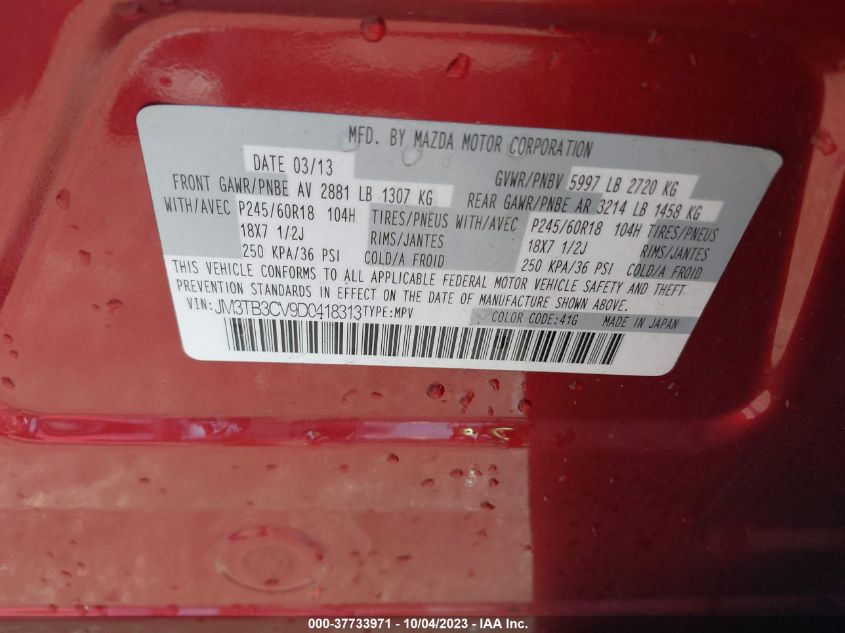 MFD. BY MAZDA MOTOR CORPORATION
DATE 03/13 GVWR/PNBV 5997 LB 2720 KG
FRONT GAWR/PNBE AV 2881 LB 1307 KG REAR GAWR/PNBE AR 3214 LB 1458 KG
WITH/AVEC P245/60R18 104H TIRES/PNEUS WITH/AVEC P245/60R18 104H TIRES/PNEUS
18X7 1/2J RIMS/JANTES 18X7 1/2J RIMS/JANTES
250 KPA/36 PSI COLD/A FROID 250 KPA/36 PSI COLD/A FROID
THIS VEHICLE CONFORMS TO ALL APPLICABLE FEDERAL MOTOR VEHICLE SAFETY AND THEFT
PREVENTION STANDARDS IN EFFECT ON THE DATE OF MANUFACTURE SHOWN ABOVE.
VIN: JM3TB3CV9D0418313 TYPE:MPV COLOR CODE:41G MADE IN JAPAN
000-37733971 - 10/04/2023 - IAA Inc.